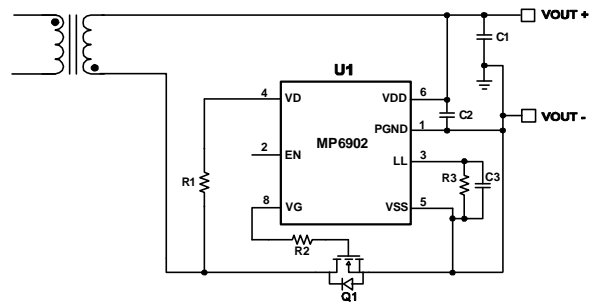 VOUT +
C1
U1
4 VD VDD 6
C2
VOUT -
PGND 1
MP6902
2 EN
LL 3
R1
R3 C3
8 VG VSS 5
R2
Q1